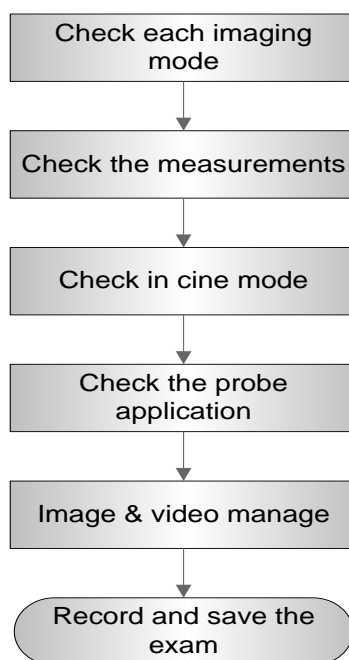 Check each imaging
mode
Check the measurements
Check in cine mode
Check the probe
application
Image & video manage
Record and save the
exam